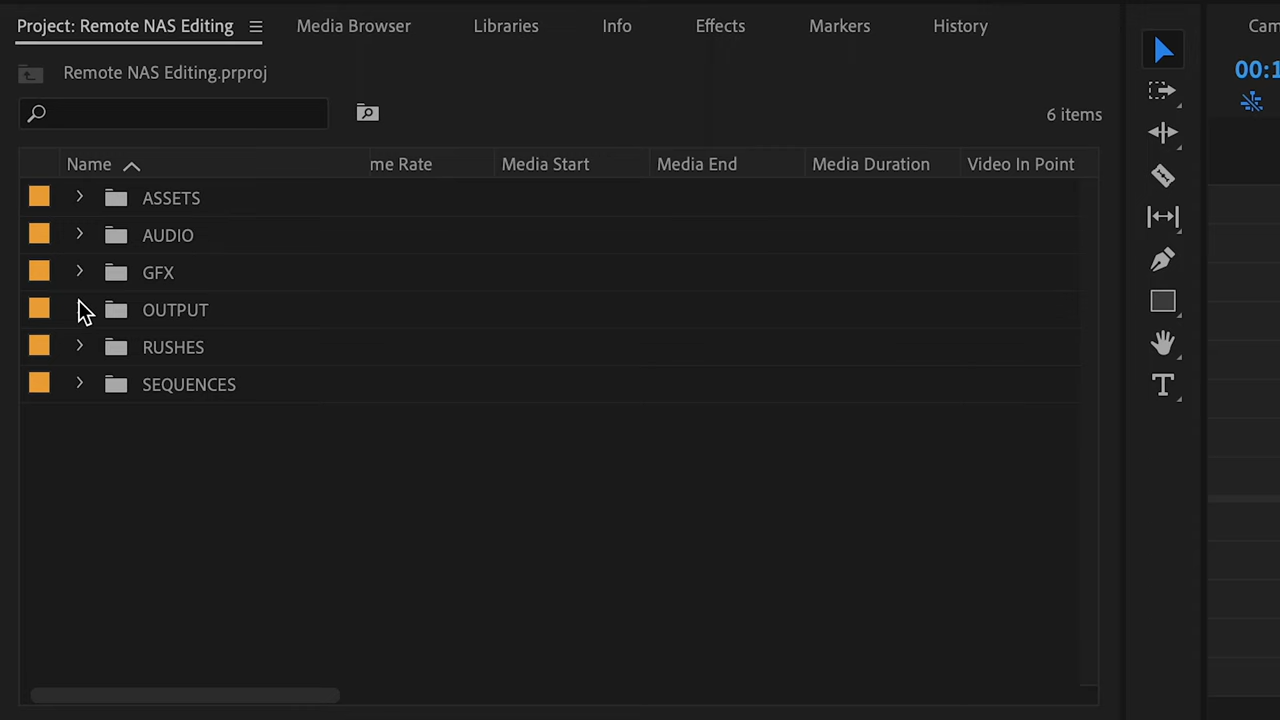 Project: Remote NAS Editing Media Browser Libraries Info Effects Markers History Cam
Remote NAS Editing.prproj
6 items
00:1
Name me Rate Media Start Media End Media Duration Video In Point
ASSETS
AUDIO
GFX
OUTPUT
RUSHES
SEQUENCES